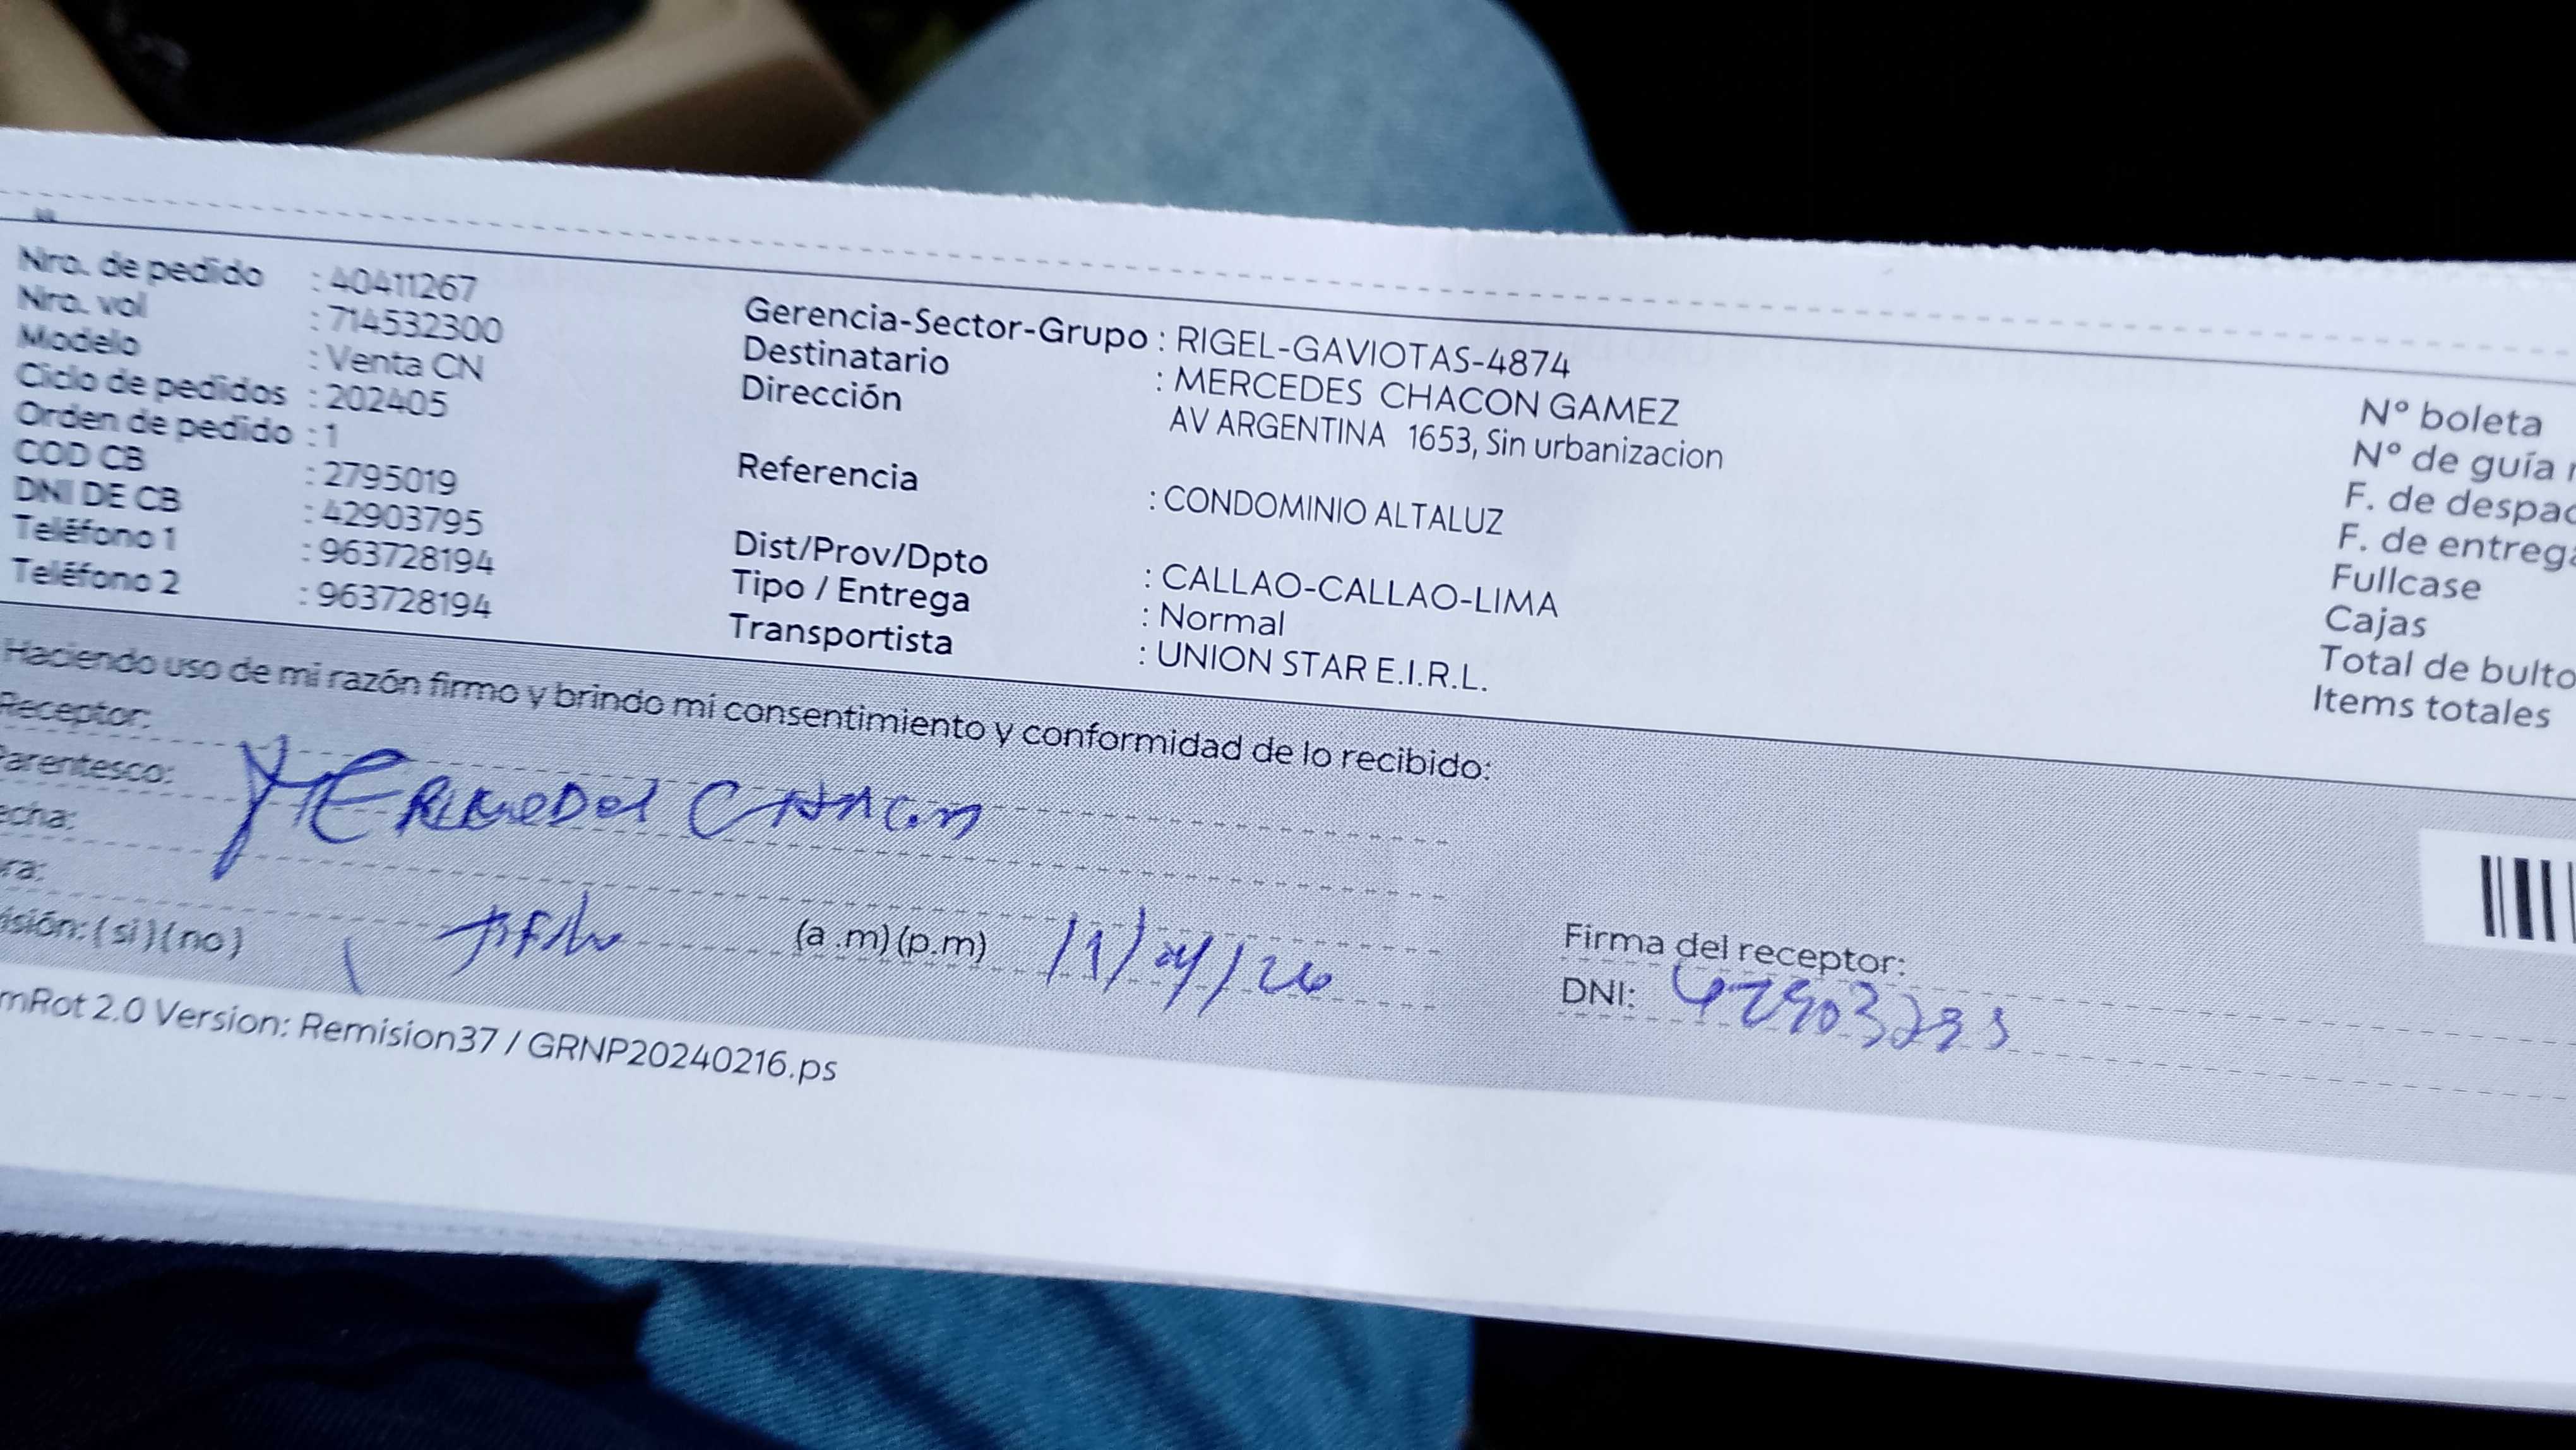 Nro. de pedido : 40411267
Nro. vol : 714532300
Modelo : Venta CN
Ciclo de pedidos : 202405
Orden de pedido : 1
COD CB : 2795019
DNI DE CB : 42903795
Teléfono 1 : 963728194
Teléfono 2 : 963728194
Gerencia-Sector-Grupo : RIGEL-GAVIOTAS-4874
Destinatario : MERCEDES CHACON GAMEZ
Dirección AV ARGENTINA 1653, Sin urbanizacion
Referencia : CONDOMINIO ALTALUZ
Dist/Prov/Dpto : CALLAO-CALLAO-LIMA
Tipo / Entrega : Normal
Transportista : UNION STAR E.I.R.L.
N° boleta
N° de guía
F. de despac
F. de entrega
Fullcase
Cajas
Total de bulto
Items totales
Haciendo uso de mi razón firmo y brindo mi consentimiento y conformidad de lo recibido:
Receptor:
Parentesco:
CHACON
echa:
ra:
isión: (si) (no) (a .m) (p.m)
Firma del receptor:
DNI:
mRot 2.0 Version: Remision37 / GRNP20240216.ps